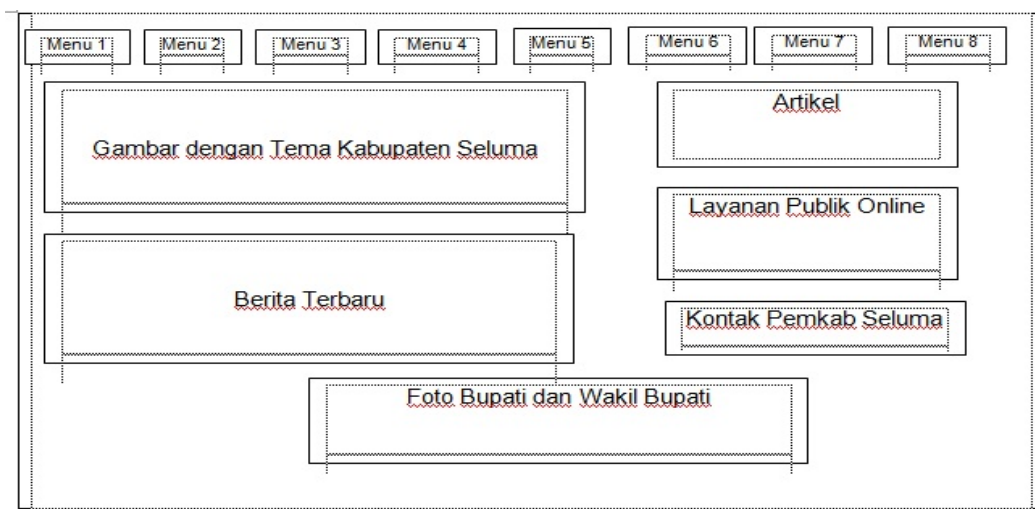 Menu 1
Menu 2
Menu 3
Menu 4
Menu 5
Menu 6
Menu 7
Menu 8
Gambar dengan Tema Kabupaten Seluma
Berita Terbaru
Artikel
Layanan Publik Online
Kontak Pemkab Seluma
Foto Bupati dan Wakil Bupati